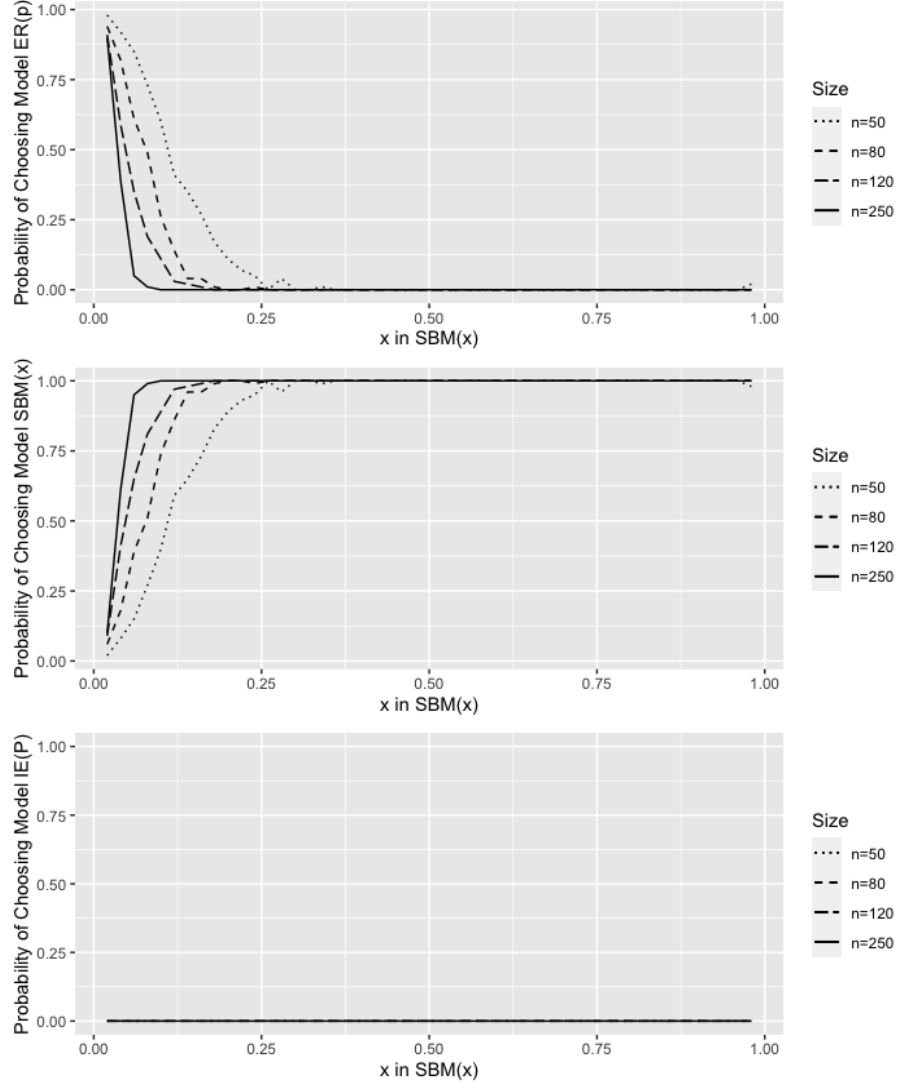 Probability of Choosing Model ER(p)
1.00
0.75
0.50
0.25
0.00
0.00 0.25 0.50 0.75 1.00
x in SBM(x)
Size
n=50
n=80
n=120
n=250
Probability of Choosing Model SBM(x)
1.00
0.75
0.50
0.25
0.00
0.00 0.25 0.50 0.75 1.00
x in SBM(x)
Size
n=50
n=80
n=120
n=250
Probability of Choosing Model IE(P)
1.00
0.75
0.50
0.25
0.00
0.00 0.25 0.50 0.75 1.00
x in SBM(x)
Size
n=50
n=80
n=120
n=250